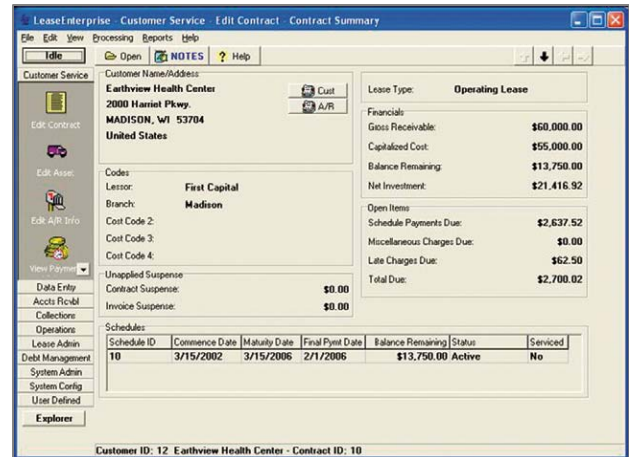 LeaseEnterprise - Customer Service - Edit Contract - Contract Summary
File Edit View Processing Reports Help
Idle Open NOTES ? Help
Customer Service
Edit Contract
Edit Asset
Edit A/R Info
View Payment
Data Entry
Accts Rcvbl
Collections
Operations
Lease Admin
Debt Management
System Admin
System Config
User Defined
Explorer
Customer Name/Address
Earthview Health Center
2000 Harriet Pkwy.
MADISON, WI 53704
United States
Cust
A/R
Codes
Lessor: First Capital
Branch: Madison
Cost Code 2:
Cost Code 3:
Cost Code 4:
Unapplied Suspense
Contract Suspense: $0.00
Invoice Suspense: $0.00
Lease Type: Operating Lease
Financials
Gross Receivable: $60,000.00
Capitalized Cost: $55,000.00
Balance Remaining: $13,750.00
Net Investment: $21,416.92
Open Items
Schedule Payments Due: $2,637.52
Miscellaneous Charges Due: $0.00
Late Charges Due: $62.50
Total Due: $2,700.02
Schedules
Schedule ID Commence Date Maturity Date Final Pymt Date Balance Remaining Status Serviced
10 3/15/2002 3/15/2006 2/1/2006 $13,750.00 Active No
Customer ID: 12 Earthview Health Center - Contract ID: 10